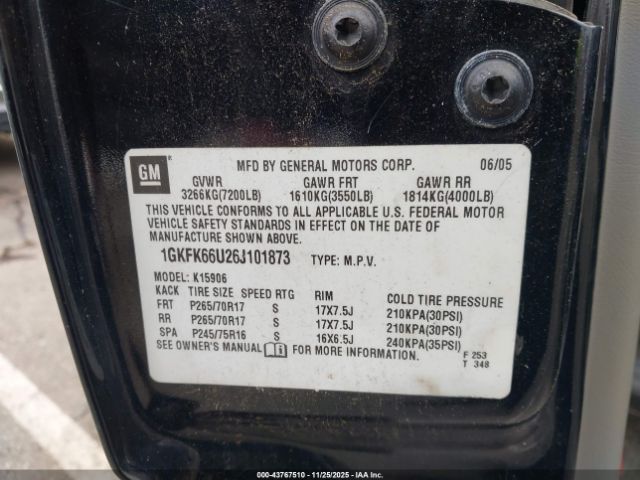 GM
MFD BY GENERAL MOTORS CORP. 06/05
GVWR GAWR FRT GAWR RR
3266KG(7200LB) 1610KG(3550LB) 1814KG(4000LB)
THIS VEHICLE CONFORMS TO ALL APPLICABLE U.S. FEDERAL MOTOR
VEHICLE SAFETY STANDARDS IN EFFECT ON THE DATE OF
MANUFACTURE SHOWN ABOVE.
1GKFK66U26J101873 TYPE: M.P.V.
MODEL: K15906
KACK TIRE SIZE SPEED RTG RIM COLD TIRE PRESSURE
FRT P265/70R17 S 17X7.5J 210KPA(30PSI)
RR P265/70R17 S 17X7.5J 210KPA(30PSI)
SPA P245/75R16 S 16X6.5J 240KPA(35PSI)
SEE OWNER'S MANUAL FOR MORE INFORMATION.
F 253
T 348
000-43767510 - 11/25/2025 - IAAI.com